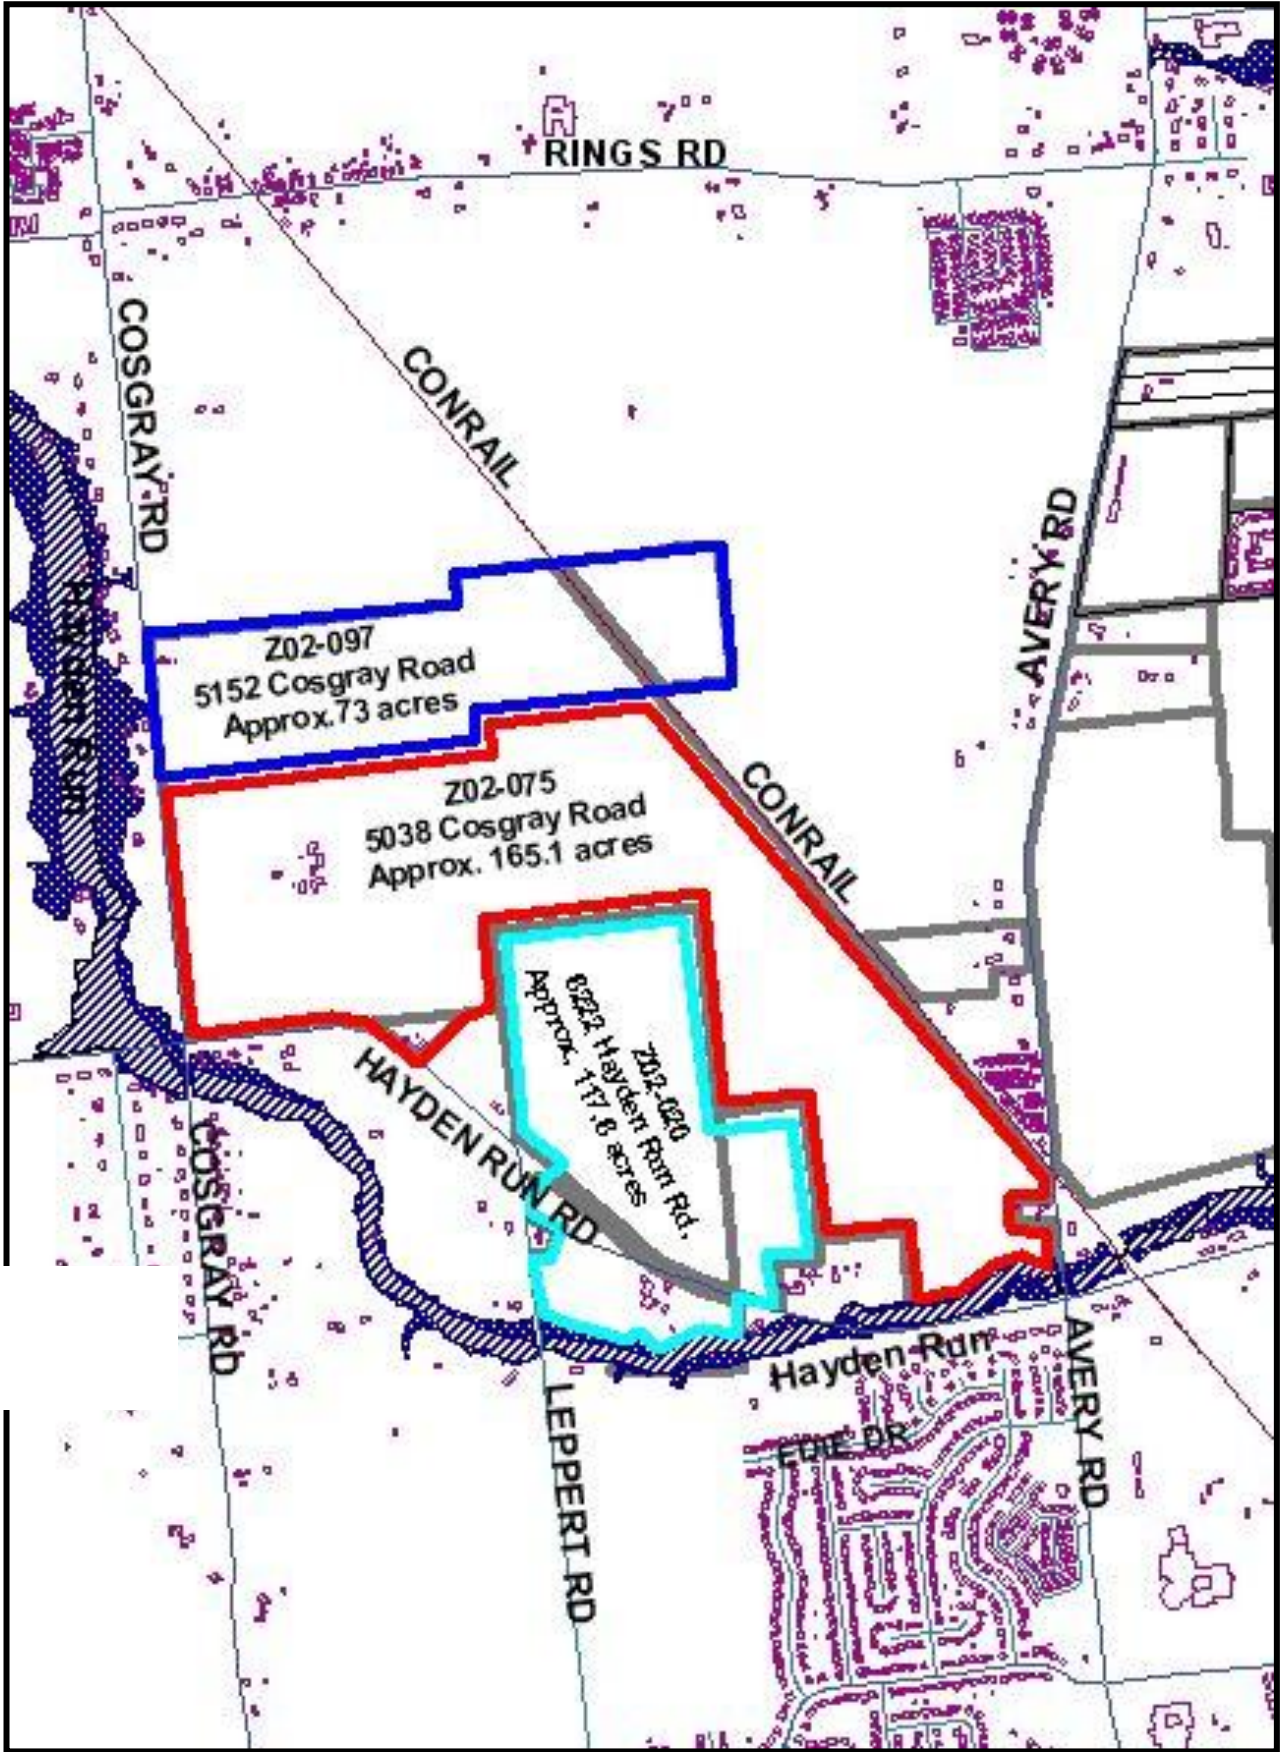 RINGS RD
COSGRAY RD
CONRAIL
AVERY RD
Hayden Run
Z02-097
5152 Cosgray Road
Approx.73 acres
Z02-075
5038 Cosgray Road
Approx. 165.1 acres
CONRAIL
Z02-020
6222 Hayden Run Rd.
Approx. 117.6 acres
HAYDEN RUN RD
COSGRAY RD
Hayden Run
AVERY RD
LEPPERT RD
EDIE DR